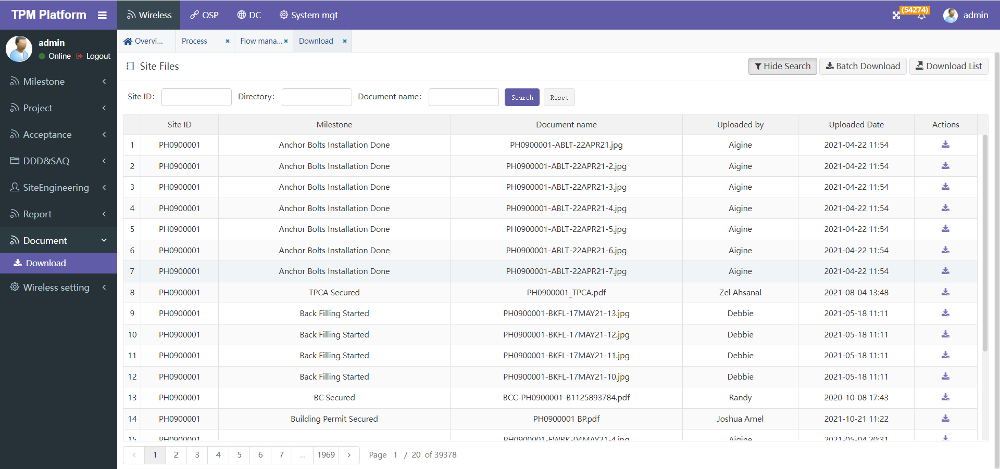 TPM Platform
Wireless
OSP
DC
System mgt
(54274)
admin
admin
Online
Logout
Milestone
Project
Acceptance
DDD&SAQ
SiteEngineering
Report
Document
Download
Wireless setting
Overvi...
Process
Flow mana...
Download
Site Files
Hide Search
Batch Download
Download List
Site ID:
Directory:
Document name:
Search
Reset
Site ID Milestone Document name Uploaded by Uploaded Date Actions
1 PH0900001 Anchor Bolts Installation Done PH0900001-ABLT-22APR21.jpg Aigine 2021-04-22 11:54
2 PH0900001 Anchor Bolts Installation Done PH0900001-ABLT-22APR21-2.jpg Aigine 2021-04-22 11:54
3 PH0900001 Anchor Bolts Installation Done PH0900001-ABLT-22APR21-3.jpg Aigine 2021-04-22 11:54
4 PH0900001 Anchor Bolts Installation Done PH0900001-ABLT-22APR21-4.jpg Aigine 2021-04-22 11:54
5 PH0900001 Anchor Bolts Installation Done PH0900001-ABLT-22APR21-5.jpg Aigine 2021-04-22 11:54
6 PH0900001 Anchor Bolts Installation Done PH0900001-ABLT-22APR21-6.jpg Aigine 2021-04-22 11:54
7 PH0900001 Anchor Bolts Installation Done PH0900001-ABLT-22APR21-7.jpg Aigine 2021-04-22 11:54
8 PH0900001 TPCA Secured PH0900001_TPCA.pdf Zel Ahsanal 2021-08-04 13:48
9 PH0900001 Back Filling Started PH0900001-BKFL-17MAY21-13.jpg Debbie 2021-05-18 11:11
10 PH0900001 Back Filling Started PH0900001-BKFL-17MAY21-12.jpg Debbie 2021-05-18 11:11
11 PH0900001 Back Filling Started PH0900001-BKFL-17MAY21-11.jpg Debbie 2021-05-18 11:11
12 PH0900001 Back Filling Started PH0900001-BKFL-17MAY21-10.jpg Debbie 2021-05-18 11:11
13 PH0900001 BC Secured BCC-PH0900001-B1125893784.pdf Randy 2020-10-08 17:43
14 PH0900001 Building Permit Secured PH0900001 BP.pdf Joshua Arnel 2021-10-21 11:22
15 PH0900001 PH0900001-FWRK-04MAY21-4.jpg Aigine 2021-05-04 20:31
1 2 3 4 5 6 7 ... 1969 Page 1 / 20 of 39378